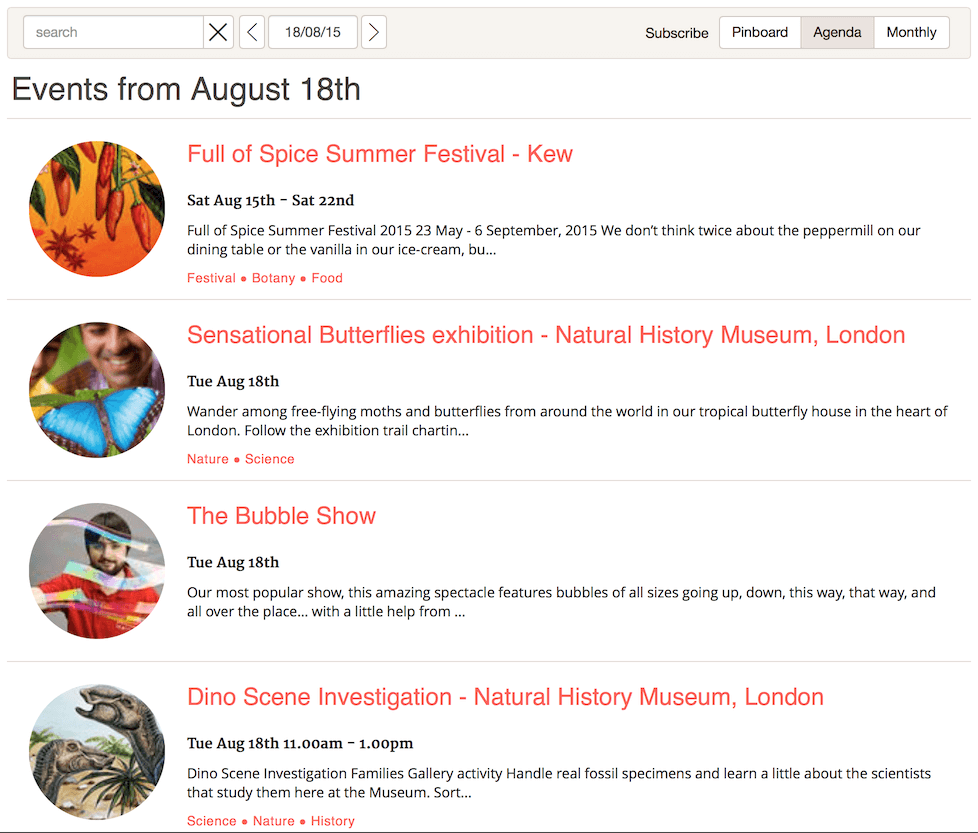 search 18/08/15 Subscribe Pinboard Agenda Monthly
Events from August 18th
Full of Spice Summer Festival - Kew
Sat Aug 15th - Sat 22nd
Full of Spice Summer Festival 2015 23 May - 6 September, 2015 We don't think twice about the peppermill on our
dining table or the vanilla in our ice-cream, bu...
Festival • Botany • Food
Sensational Butterflies exhibition - Natural History Museum, London
Tue Aug 18th
Wander among free-flying moths and butterflies from around the world in our tropical butterfly house in the heart of
London. Follow the exhibition trail chartin...
Nature • Science
The Bubble Show
Tue Aug 18th
Our most popular show, this amazing spectacle features bubbles of all sizes going up, down, this way, that way, and
all over the place... with a little help from ...
Dino Scene Investigation - Natural History Museum, London
Tue Aug 18th 11.00am - 1.00pm
Dino Scene Investigation Families Gallery activity Handle real fossil specimens and learn a little about the scientists
that study them here at the Museum. Sort...
Science • Nature • History